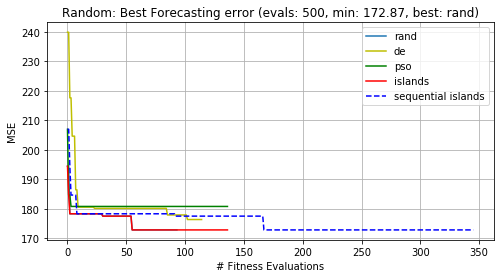 Random: Best Forecasting error (evals: 500, min: 172.87, best: rand)
240
230
220
210
200
190
180
170
MSE
rand
de
pso
islands
sequential islands
0
50
100
150
200
250
300
350
# Fitness Evaluations